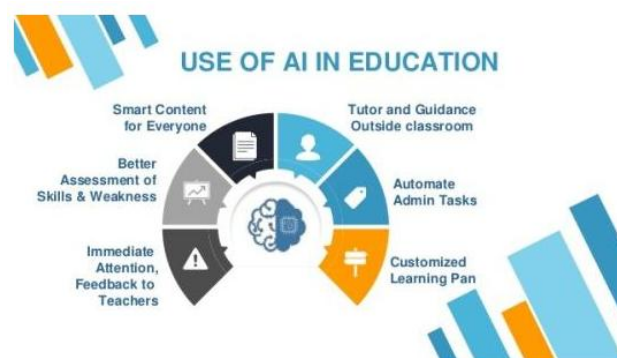 USE OF AI IN EDUCATION
Smart Content
for Everyone
Tutor and Guidance
Outside classroom
Better
Assessment of
Skills & Weakness
Automate
Admin Tasks
Immediate
Attention,
Feedback to
Teachers
Customized
Learning Pan